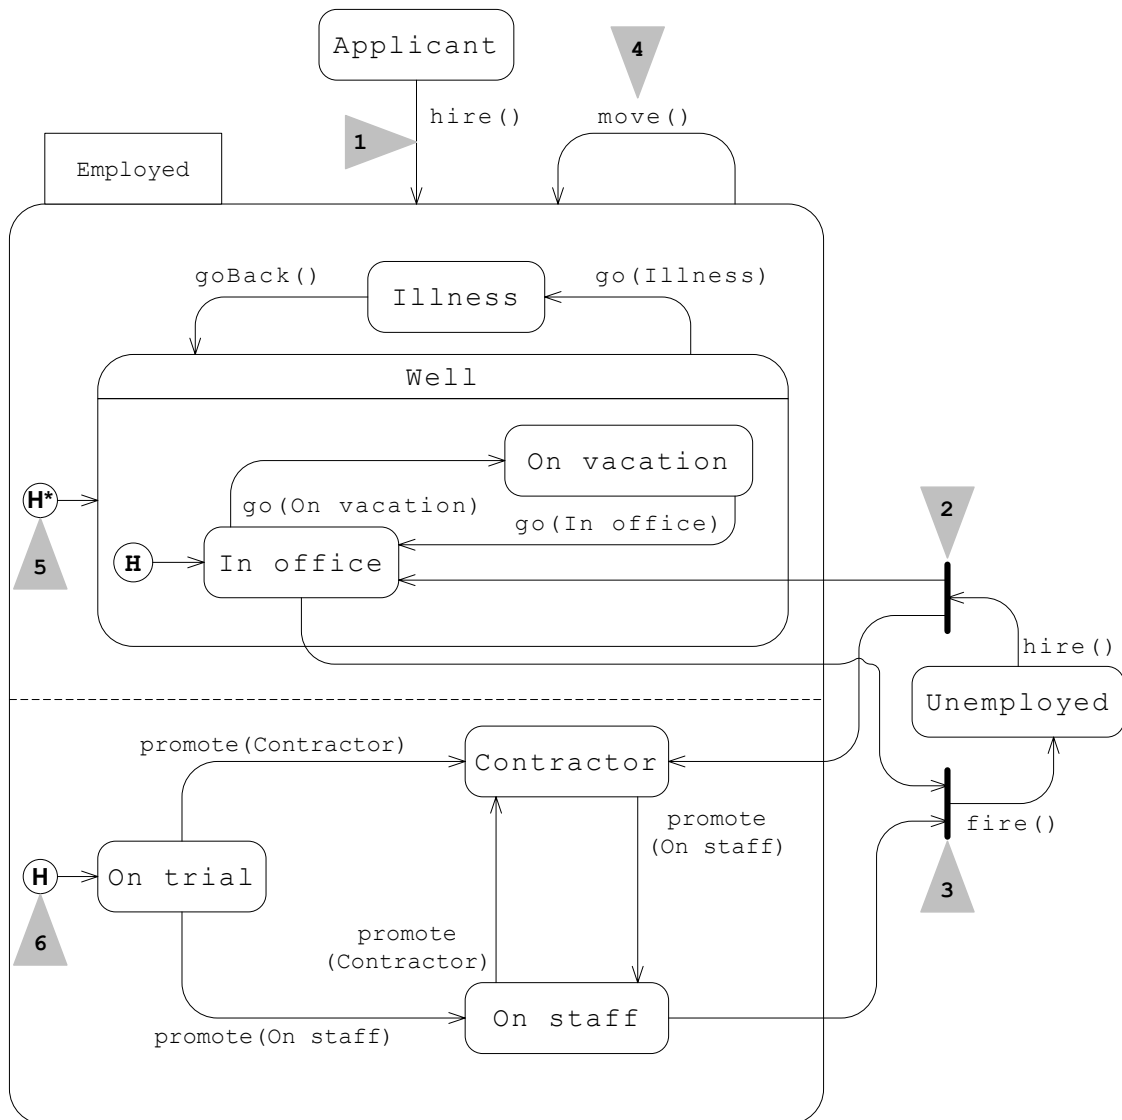 Applicant
4
hire()
move()
1
Employed
goBack()
Illness
go(Illness)
Well
On vacation
H*
go(On vacation)
go(In office)
2
5
H
In office
hire()
Unemployed
promote(Contractor)
Contractor
promote
(On staff)
fire()
H
On trial
3
6
promote
(Contractor)
On staff
promote(On staff)